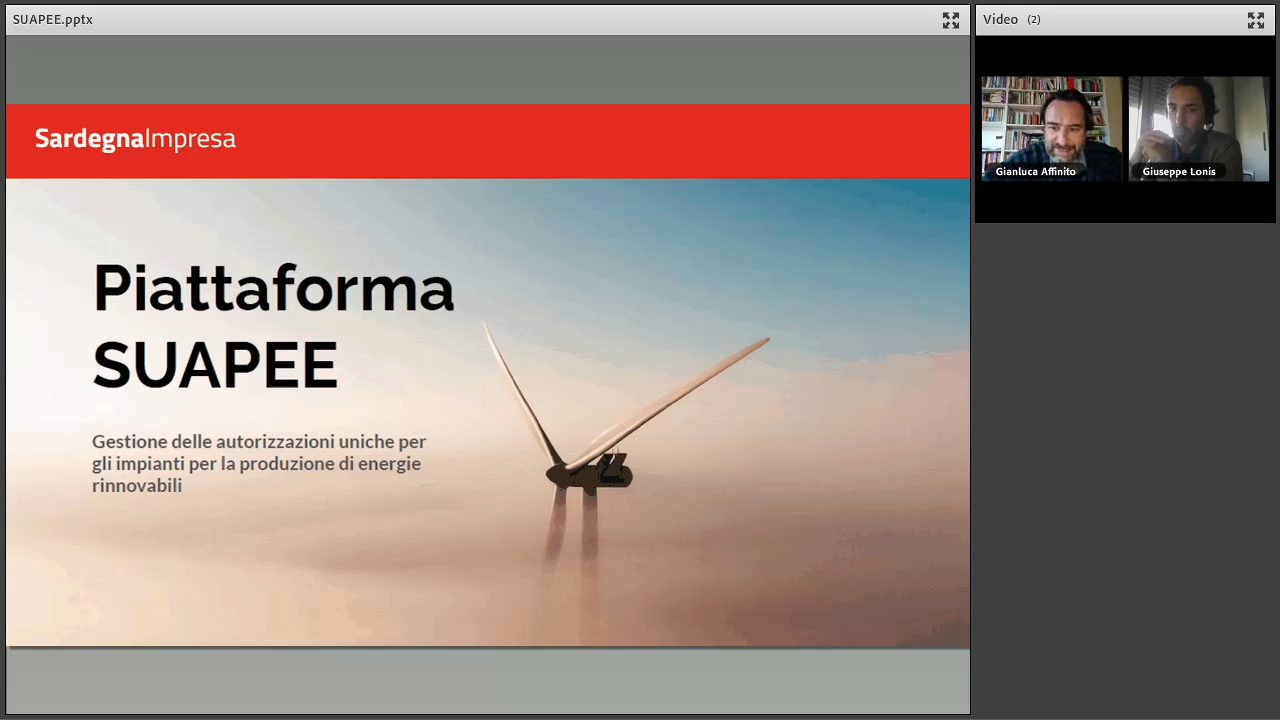 SUAPEE.pptx
Video (2)
SardegnaImpresa
Piattaforma
SUAPEE
Gestione delle autorizzazioni uniche per
gli impianti per la produzione di energie
rinnovabili
Gianluca Affinito
Giuseppe Lonis